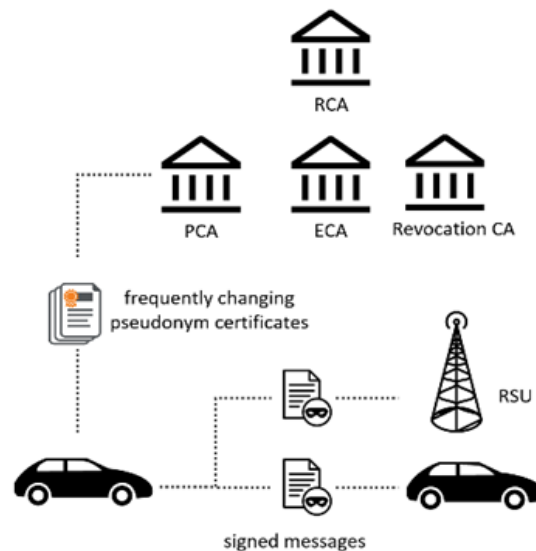 RCA
PCA
ECA
Revocation CA
frequently changing
pseudonym certificates
RSU
signed messages